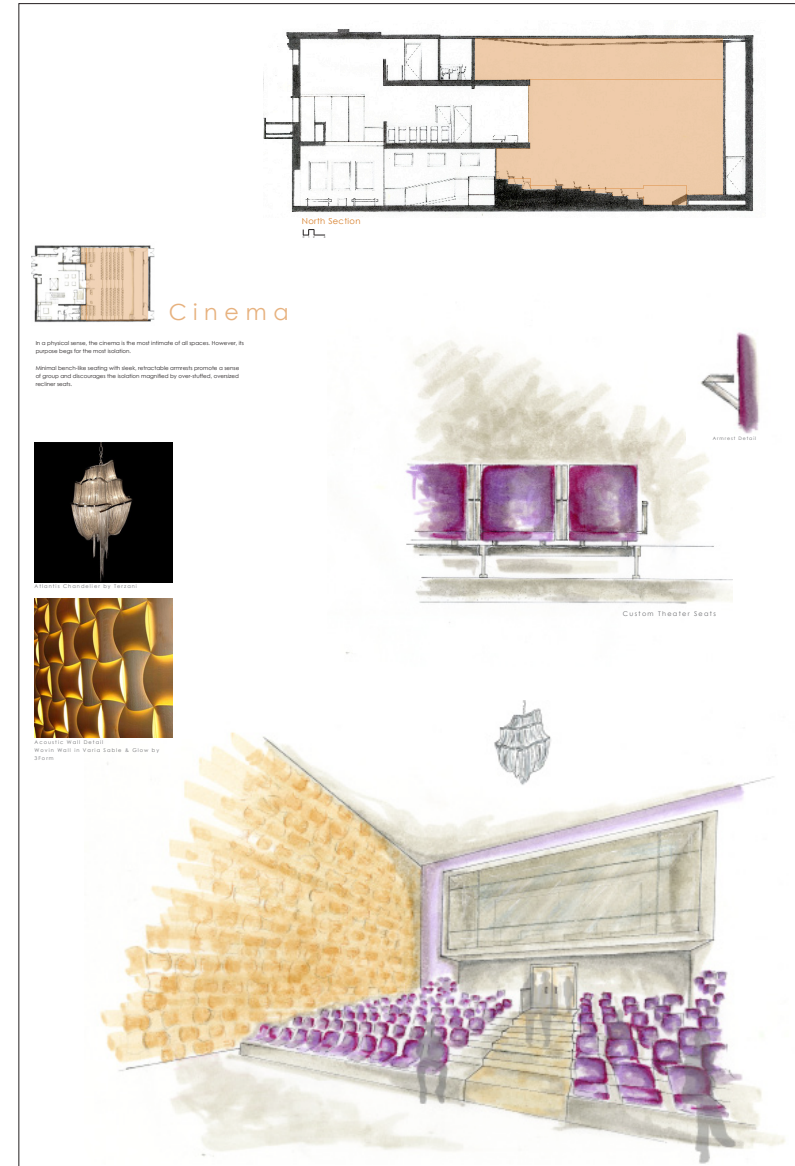 North Section
Cinema
In a physical sense, the cinema is the most intimate of all spaces. However, its
purpose begs for the most isolation.
Minimal bench-like seating with sleek, retractable armrests promote a sense
of group and discourages the isolation magnified by over-stuffed, oversized
recliner seats.
Armrest Detail
Atlantis Chandelier by Terzani
Custom Theater Seats
Acoustic Wall Detail
Wovin Wall in Varia Sable & Glow by
3Form